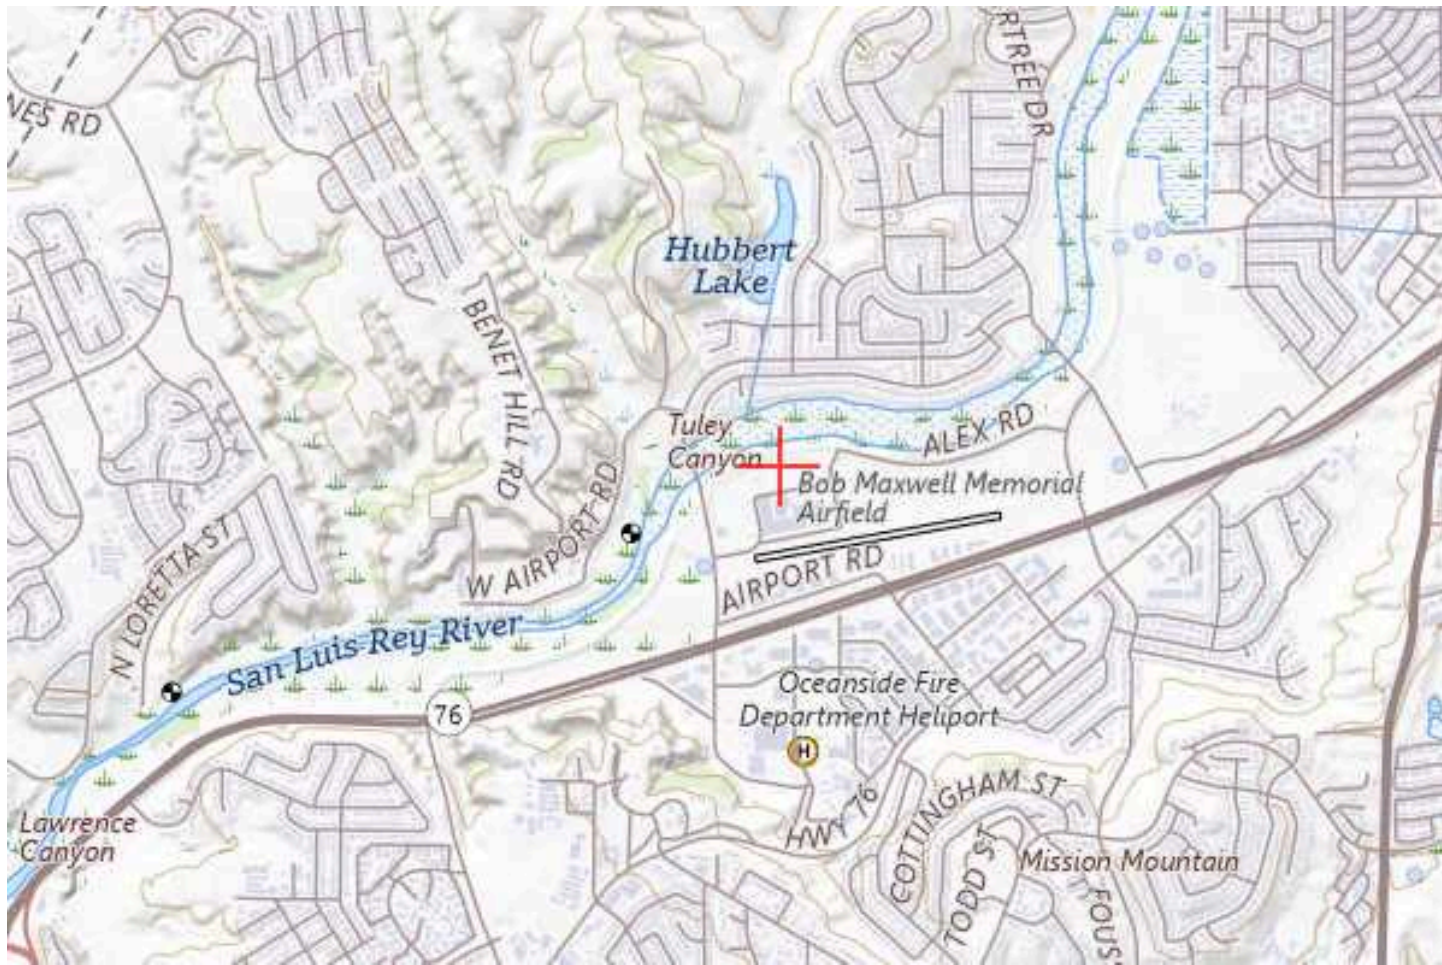 RTREE DR
NES RD
Hubbert
Lake
BENET HILL RD
Tuley
Canyon
ALEX RD
Bob Maxwell Memorial
Airfield
W AIRPORT RD
N LORETTA ST
AIRPORT RD
San Luis Rey River
Oceanside Fire
Department Heliport
76
H
HWY 76
COTTINGHAM ST
Lawrence
Canyon
TODD ST
Mission Mountain
FOUSS